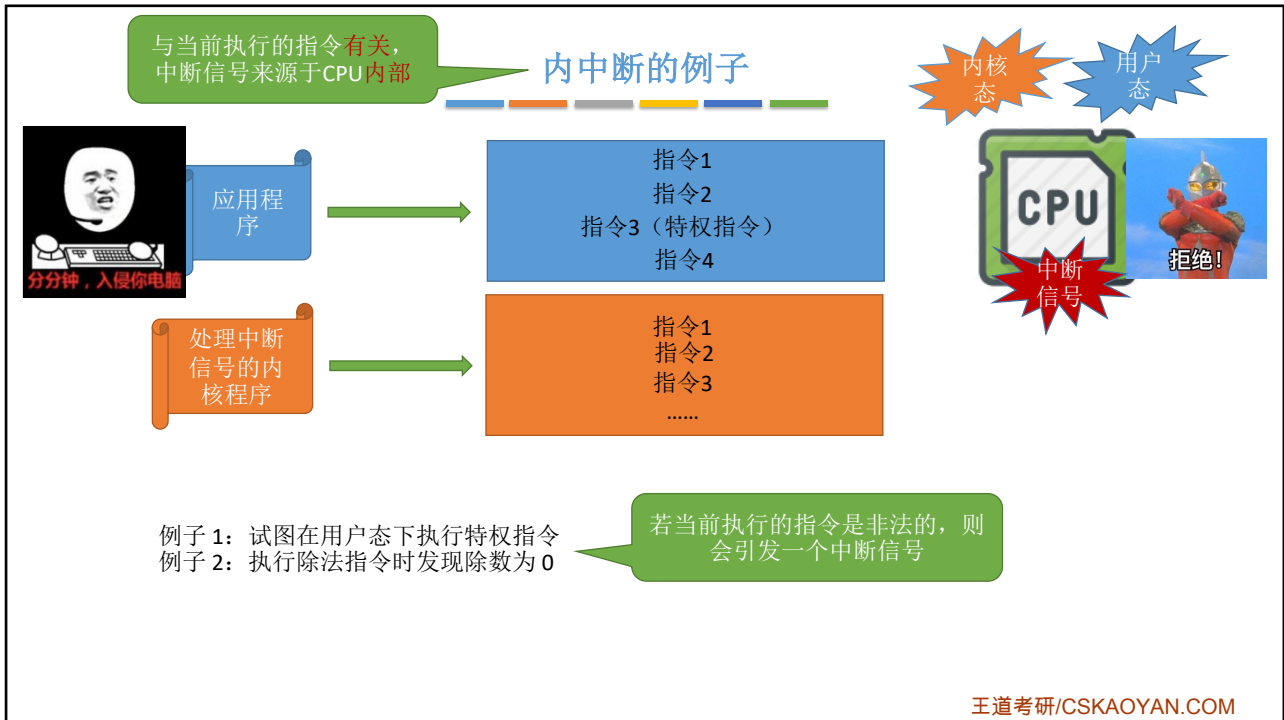 与当前执行的指令有关，
中断信号来源于CPU内部
内中断的例子
内核
态
用户
态
分分钟，入侵你电脑
应用程
序
指令1
指令2
指令3（特权指令）
指令4
CPU
拒绝！
中断
信号
处理中断
信号的内
核程序
指令1
指令2
指令3
……
例子 1：试图在用户态下执行特权指令
例子 2：执行除法指令时发现除数为 0
若当前执行的指令是非法的，则
会引发一个中断信号
王道考研/CSKAOYAN.COM